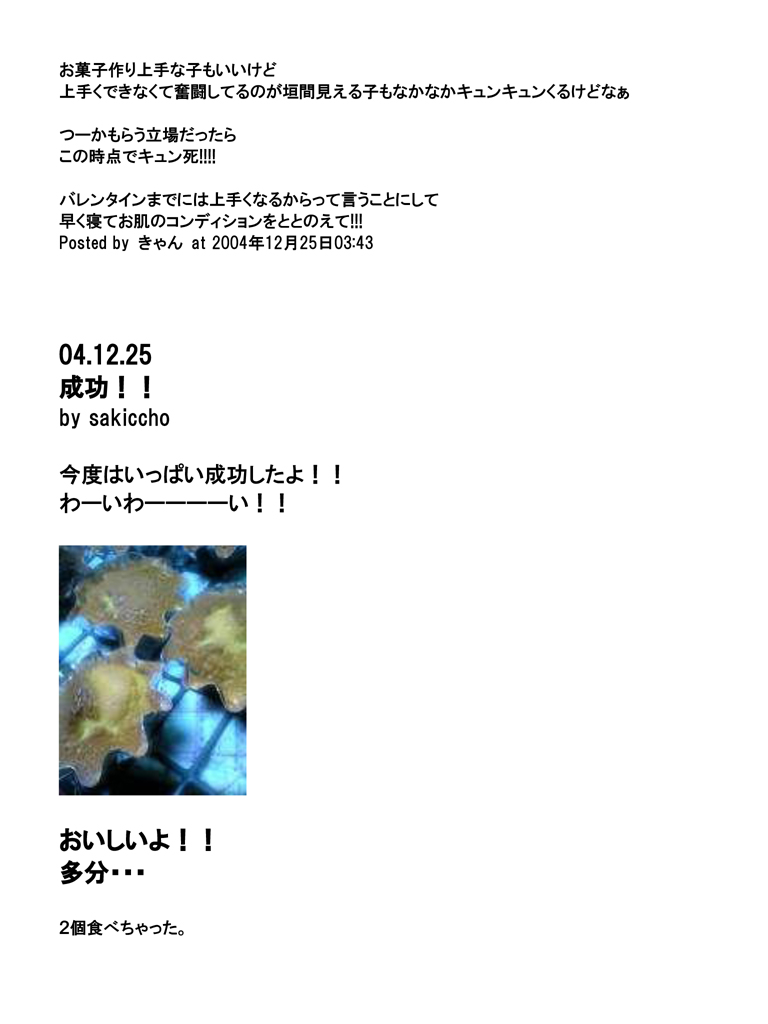 お菓子作り上手な子もいいけど
上手くできなくて奮闘してるのが垣間見える子もなかなかキュンキュンくるけどなぁ
つーかもらう立場だったら
この時点でキュン死!!!!
バレンタインまでには上手くなるからって言うことにして
早く寝てお肌のコンディションをととのえて!!!
Posted by きゃん at 2004年12月25日03:43
04.12.25
成功！！
by sakiccho
今度はいっぱい成功したよ！！
わーいわーーーーい！！
おいしいよ！！
多分・・・
2個食べちゃった。